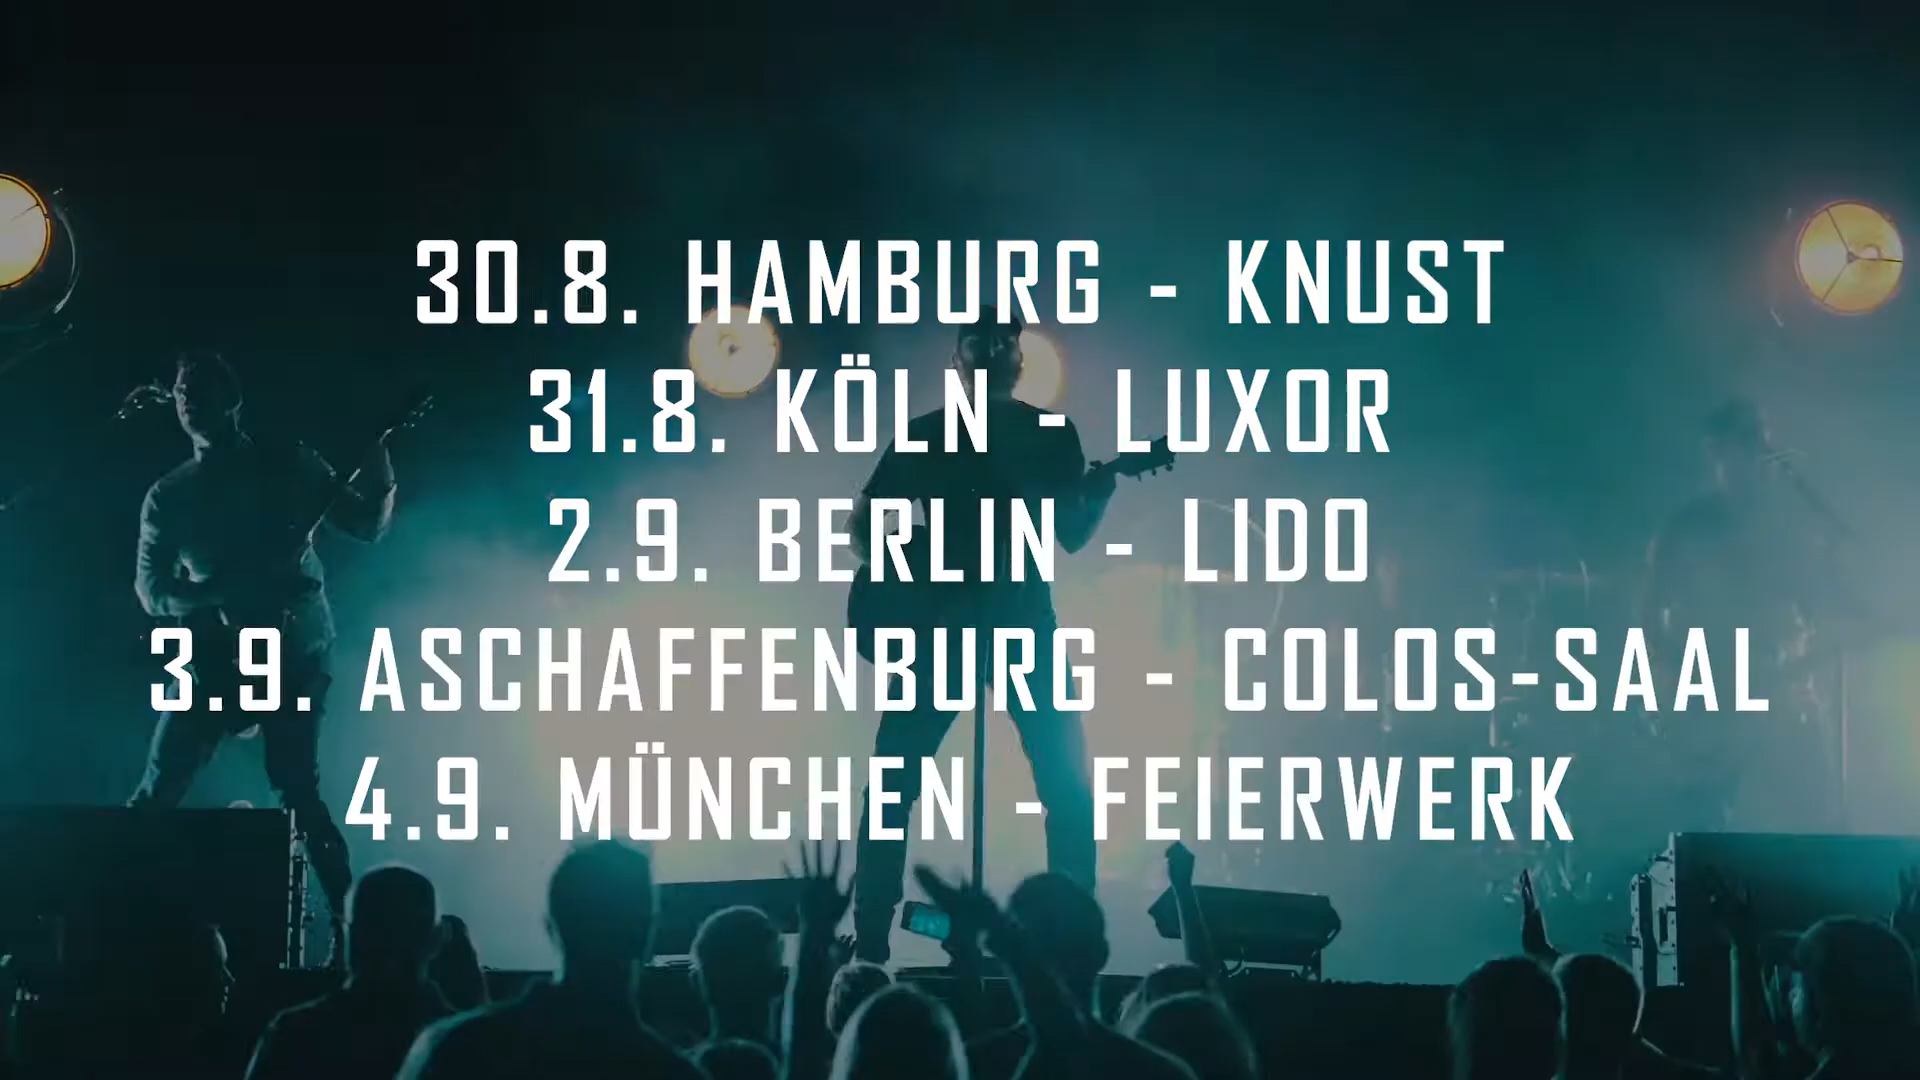 30.8. HAMBURG - KNUST
31.8. KÖLN - LUXOR
2.9. BERLIN - LIDO
3.9. ASCHAFFENBURG - COLOS-SAAL
4.9. MÜNCHEN - FEIERWERK